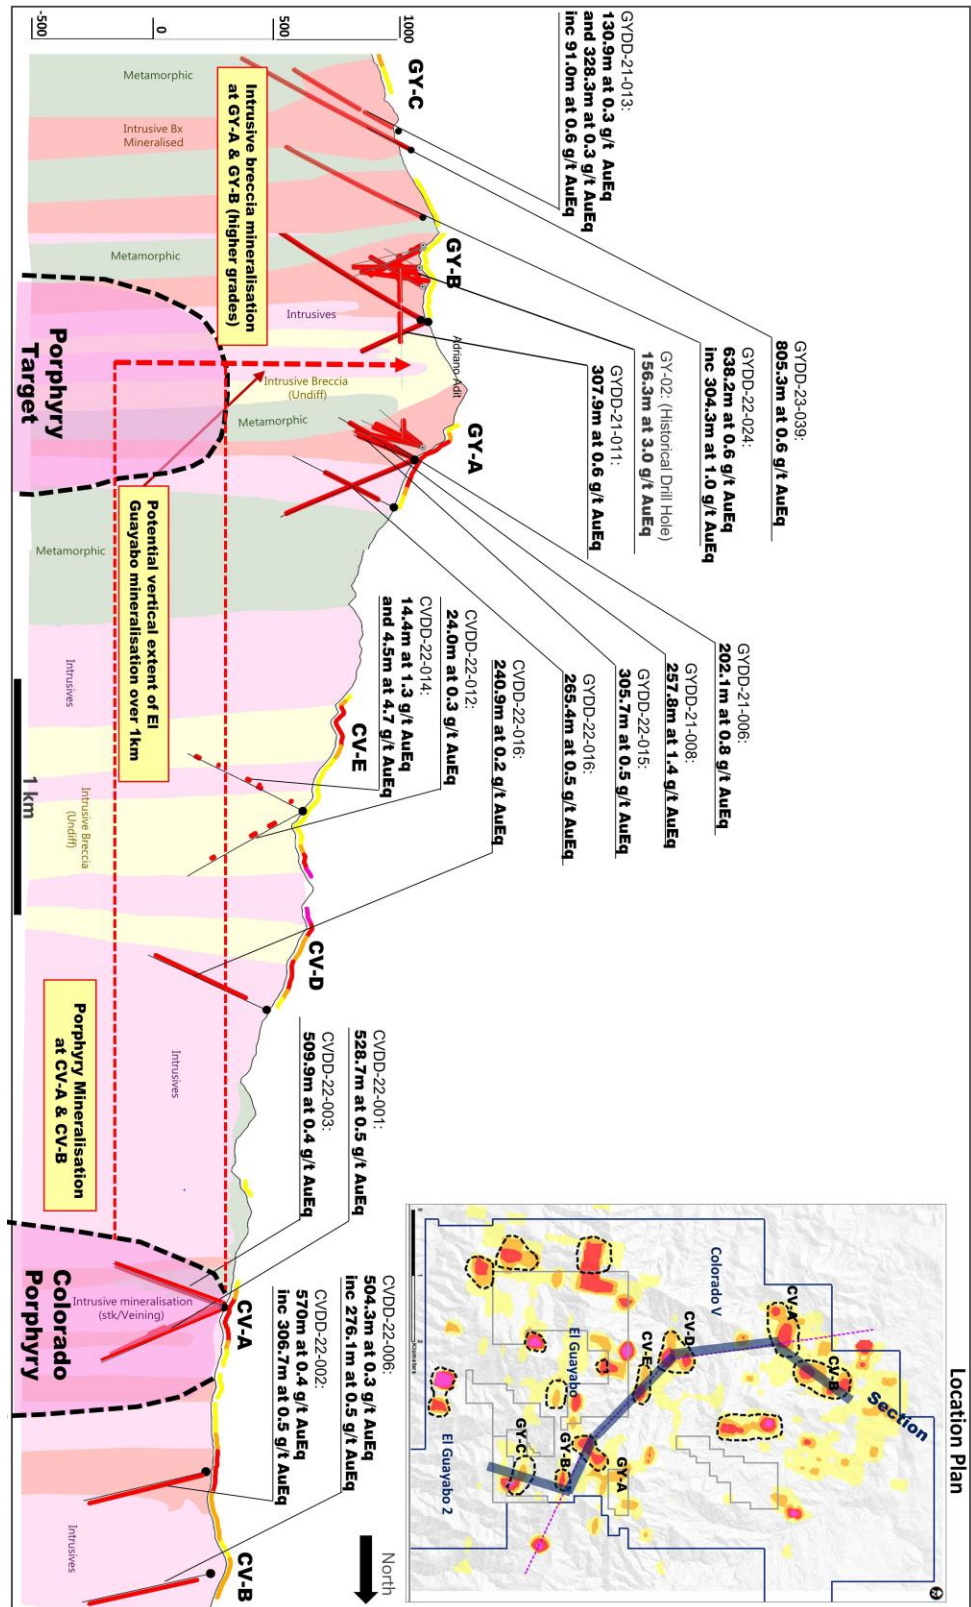 GYDD-21-013:
130.9m at 0.3 g/t AuEq
and 328.3m at 0.3 g/t AuEq
inc 91.0m at 0.6 g/t AuEq
GYDD-23-039:
805.3m at 0.6 g/t AuEq
GYDD-22-024:
638.2m at 0.6 g/t AuEq
inc 304.3m at 1.0 g/t AuEq
GY-02: (Historical Drill Hole)
156.3m at 3.0 g/t AuEq
GYDD-21-011:
307.9m at 0.6 g/t AuEq
GYDD-21-006:
202.1m at 0.8 g/t AuEq
GYDD-21-008:
257.8m at 1.4 g/t AuEq
GYDD-22-015:
305.7m at 0.5 g/t AuEq
GYDD-22-016:
265.4m at 0.5 g/t AuEq
CVDD-22-016:
240.9m at 0.2 g/t AuEq
CVDD-22-012:
24.0m at 0.3 g/t AuEq
CVDD-22-014:
14.4m at 1.3 g/t AuEq
and 4.5m at 4.7 g/t AuEq
CVDD-22-001:
528.7m at 0.5 g/t AuEq
CVDD-22-003:
509.9m at 0.4 g/t AuEq
CVDD-22-006:
504.3m at 0.3 g/t AuEq
inc 276.1m at 0.5 g/t AuEq
CVDD-22-002:
570m at 0.4 g/t AuEq
inc 306.7m at 0.5 g/t AuEq
Location Plan
CV-A
CV-B
Section
Colorado V
CV-D
CV-E
El Guayabo
GY-A
GY-B
GY-C
El Guayabo 2
0
1
2
Kilometers
North
1000
500
0
-500
GY-C
GY-B
Adriano Adit
GY-A
CV-E
CV-D
CV-A
CV-B
Metamorphic
Intrusive Bx
Mineralised
Metamorphic
Intrusives
Intrusive Breccia
(Undiff)
Metamorphic
Metamorphic
Intrusives
Intrusive Breccia
(Undiff)
Intrusives
Intrusive mineralisation
(stk/Veining)
Intrusives
Intrusive breccia mineralisation
at GY-A & GY-B (higher grades)
Potential vertical extent of El
Guayabo mineralisation over 1km
Porphyry Mineralisation
at CV-A & CV-B
Porphyry
Target
Colorado
Porphyry
1 km